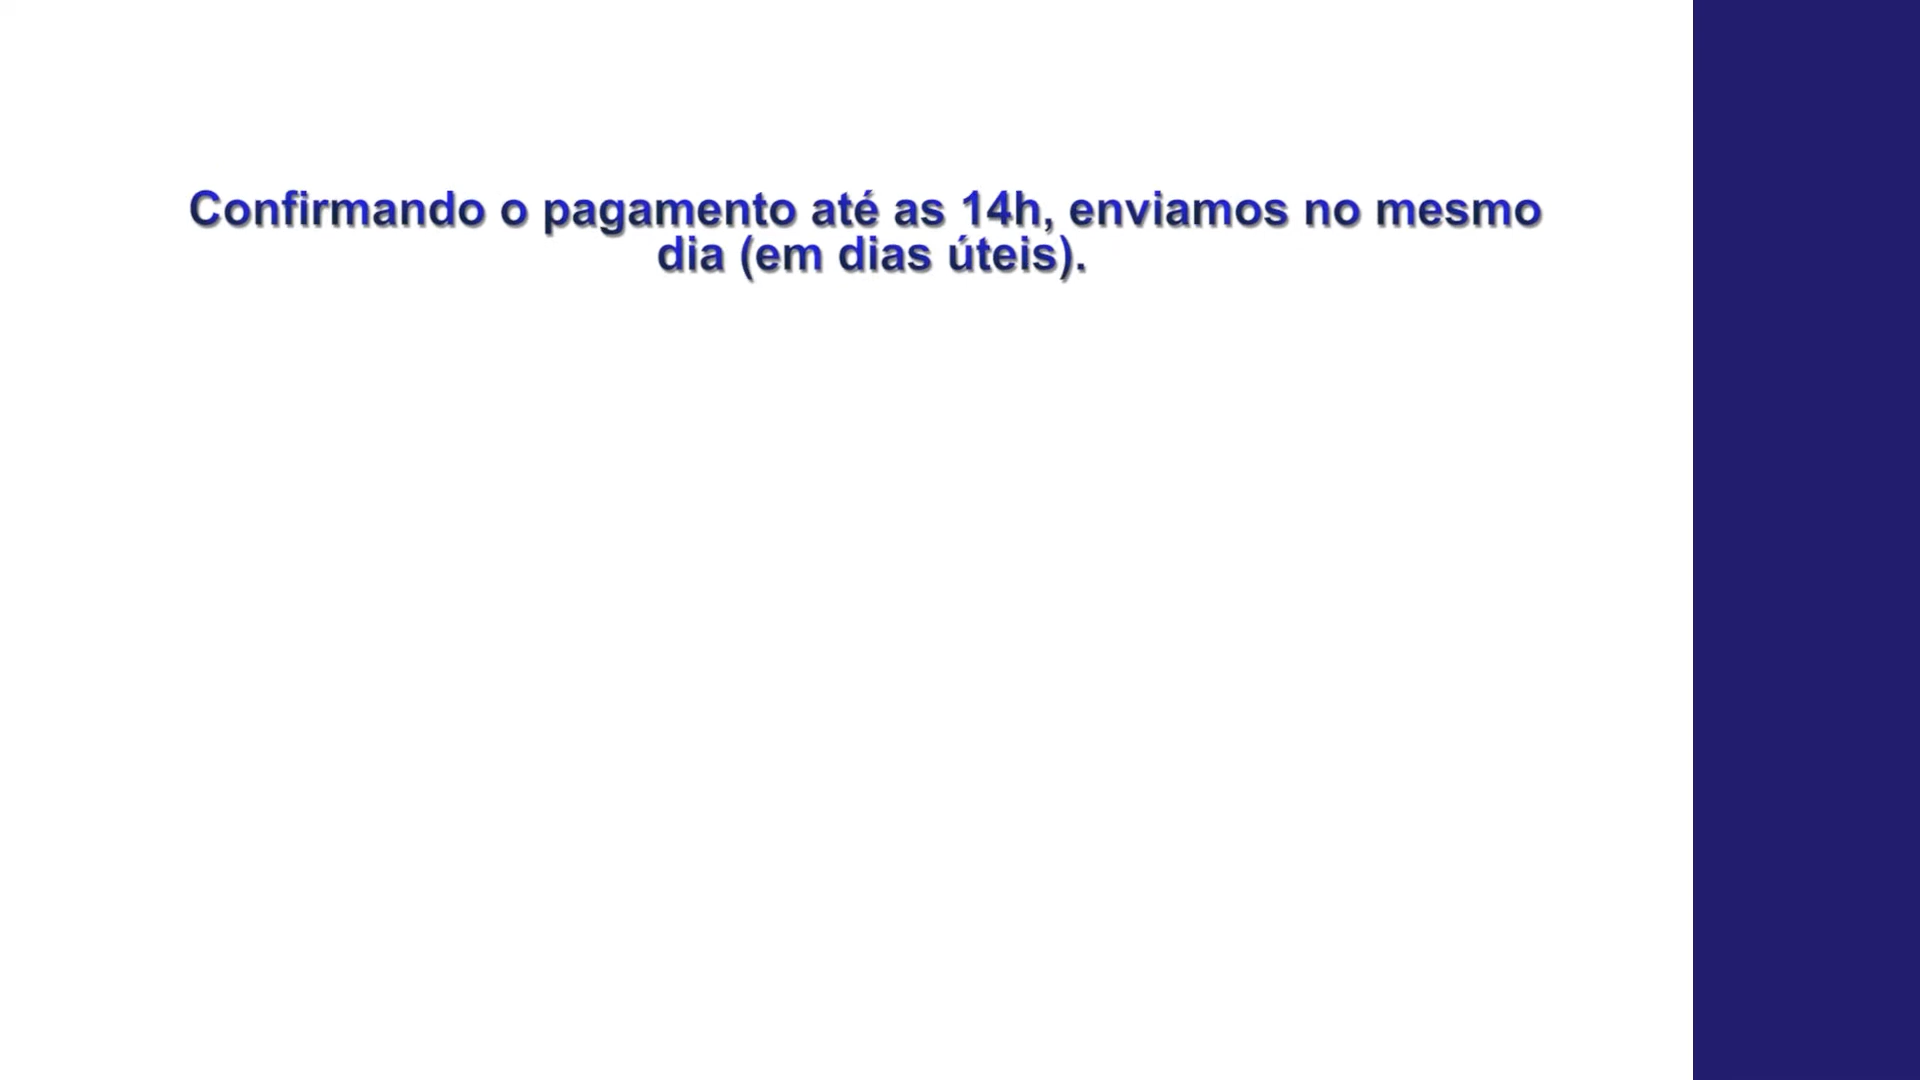 Confirmando o pagamento até as 14h, enviamos no mesmo
dia (em dias úteis).